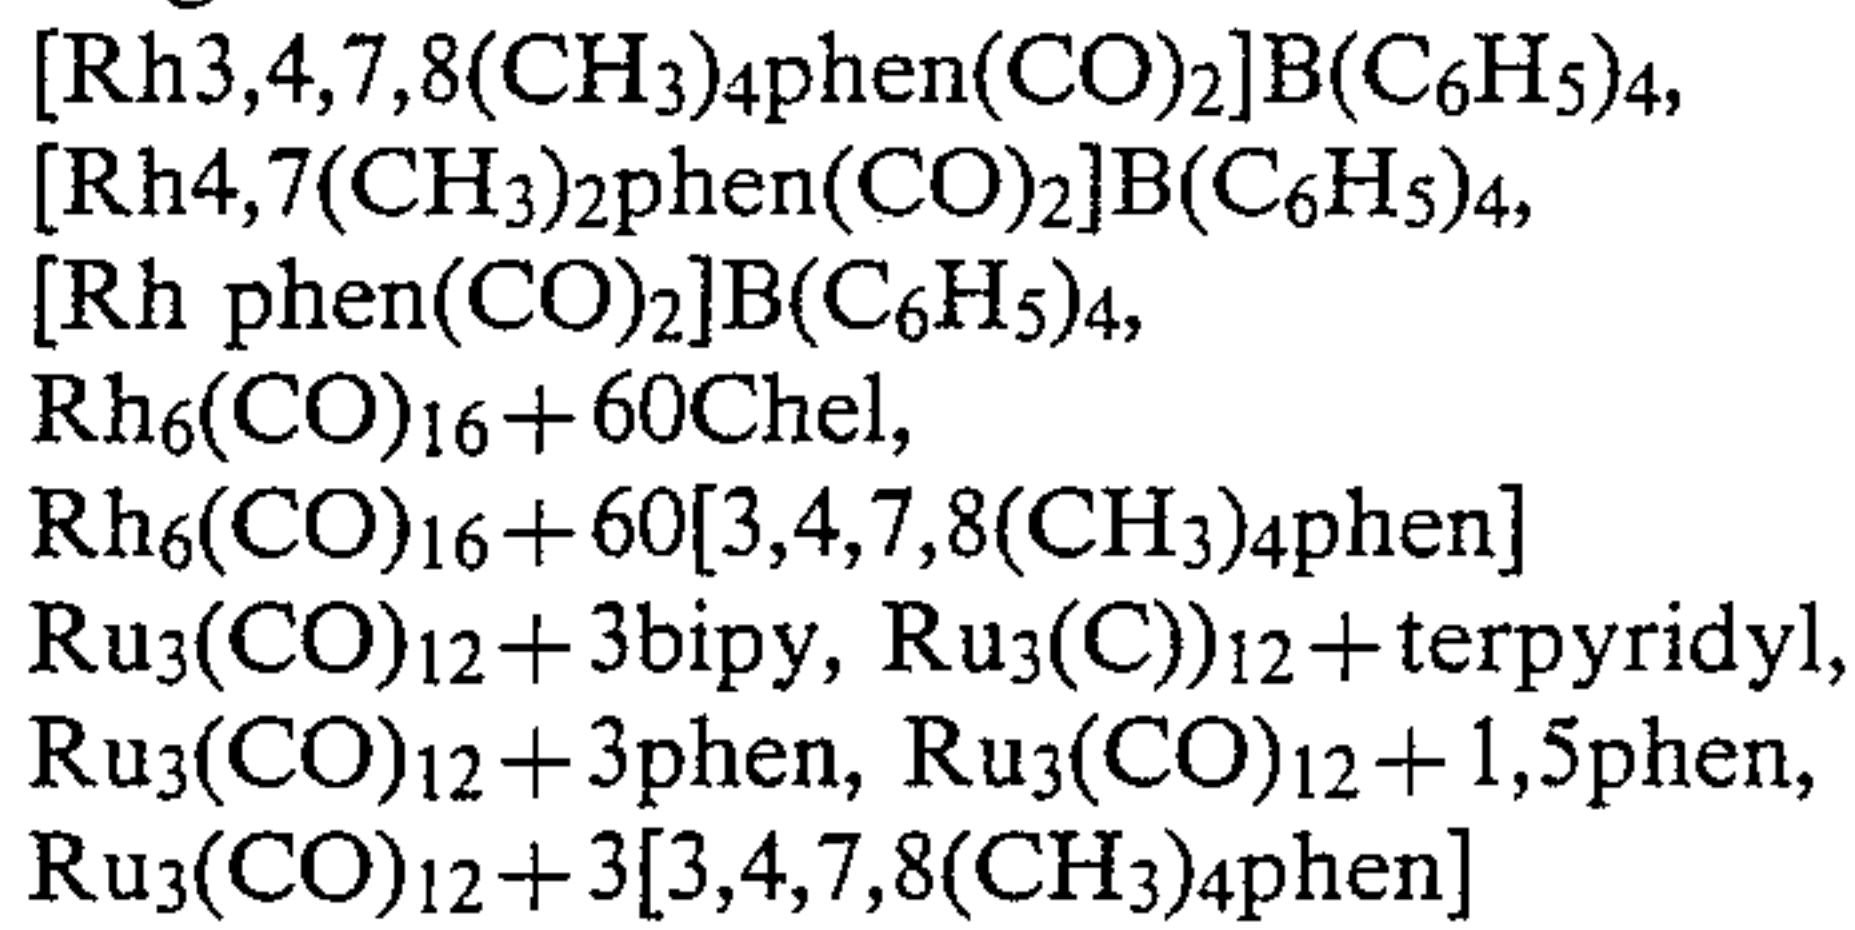 [Rh3,4,7,8(CH₃)₄phen(CO)₂]B(C₆H₅)₄,
[Rh4,7(CH₃)₂phen(CO)₂]B(C₆H₅)₄,
[Rh phen(CO)₂]B(C₆H₅)₄,
Rh₆(CO)₁₆+60Chel,
Rh₆(CO)₁₆+60[3,4,7,8(CH₃)₄phen]
Ru₃(CO)₁₂+3bipy, Ru₃(C))₁₂+terpyridyl,
Ru₃(CO)₁₂+3phen, Ru₃(CO)₁₂+1,5phen,
Ru₃(CO)₁₂+3[3,4,7,8(CH₃)₄phen]